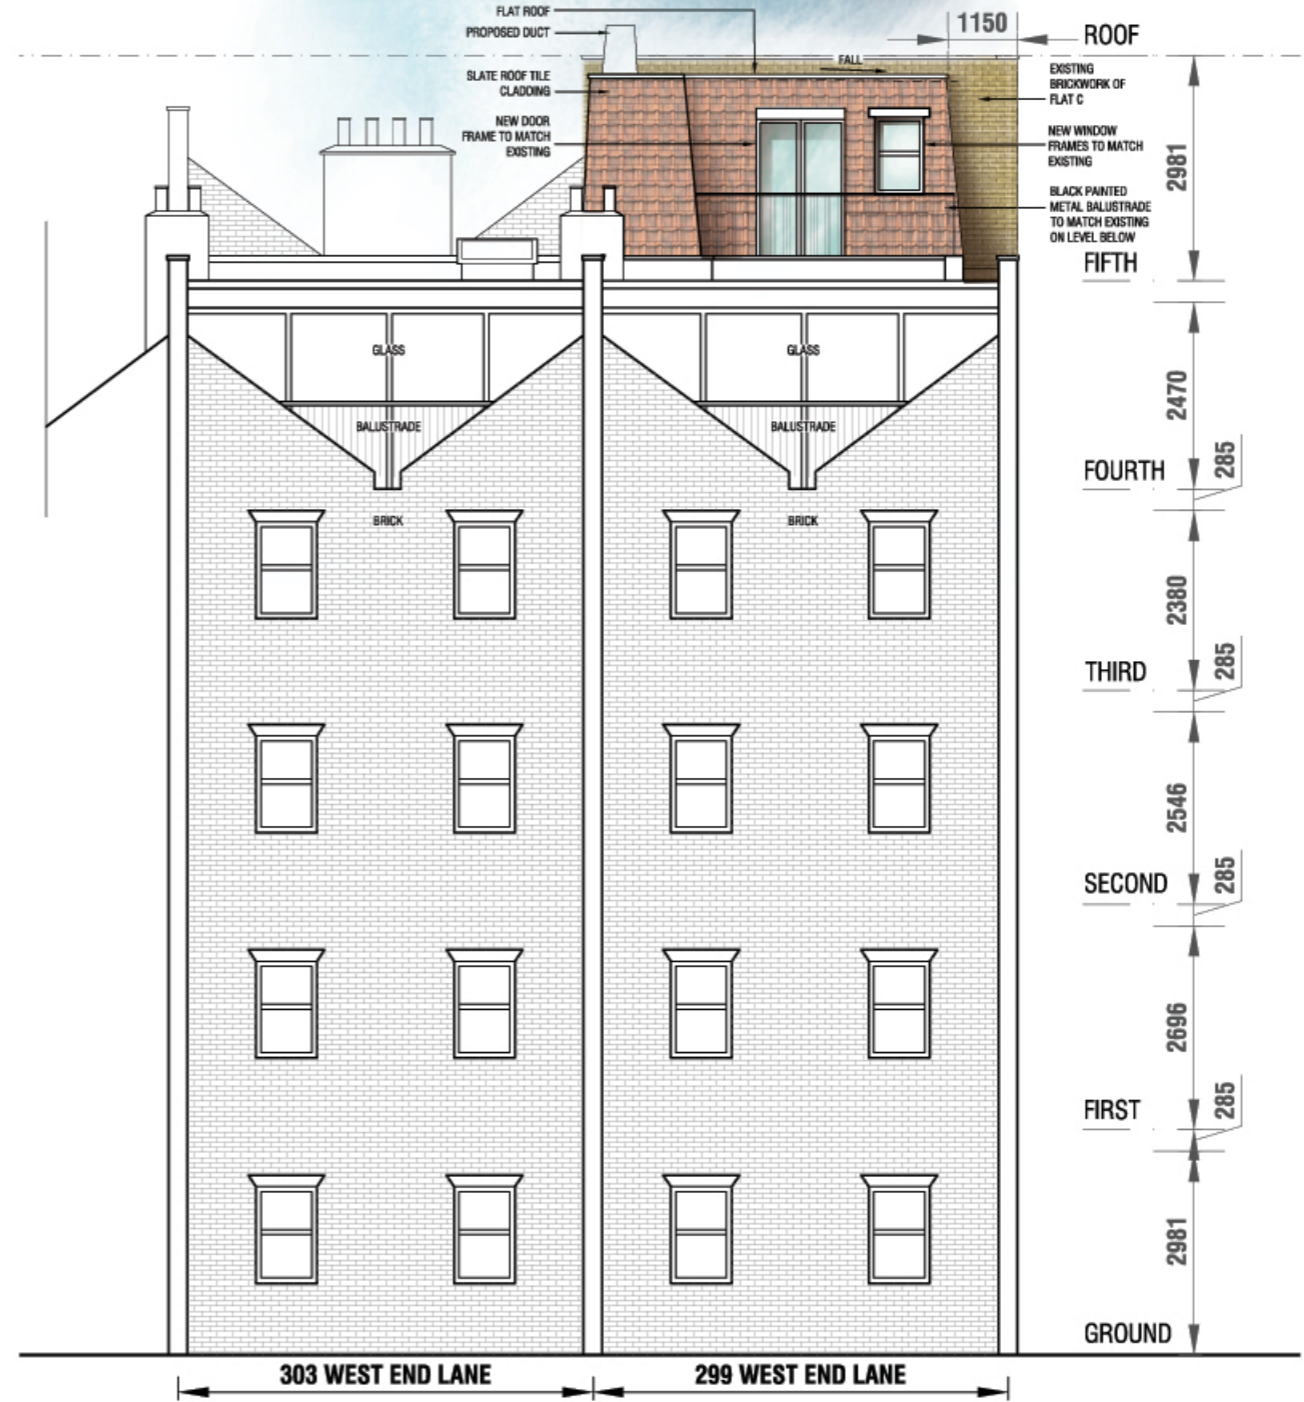 FLAT ROOF
PROPOSED DUCT
1150
ROOF
FALL
SLATE ROOF TILE
CLADDING
EXISTING
BRICKWORK OF
FLAT C
NEW DOOR
FRAME TO MATCH
EXISTING
NEW WINDOW
FRAMES TO MATCH
EXISTING
2981
BLACK PAINTED
METAL BALUSTRADE
TO MATCH EXISTING
ON LEVEL BELOW
FIFTH
GLASS
GLASS
2470
BALUSTRADE
BALUSTRADE
FOURTH
285
BRICK
BRICK
2380
THIRD
285
2546
SECOND
285
2696
FIRST
285
2981
GROUND
303 WEST END LANE
299 WEST END LANE